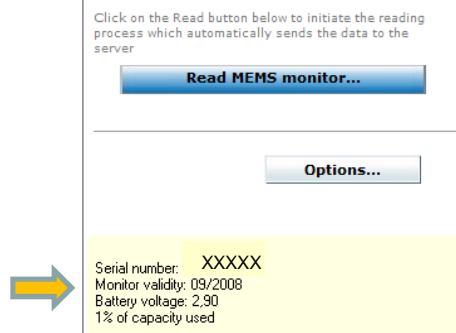 Click on the Read button below to initiate the reading
process which automatically sends the data to the
server
Read MEMS monitor...
Options...
Serial number: XXXXX
Monitor validity: 09/2008
Battery voltage: 2,90
1% of capacity used